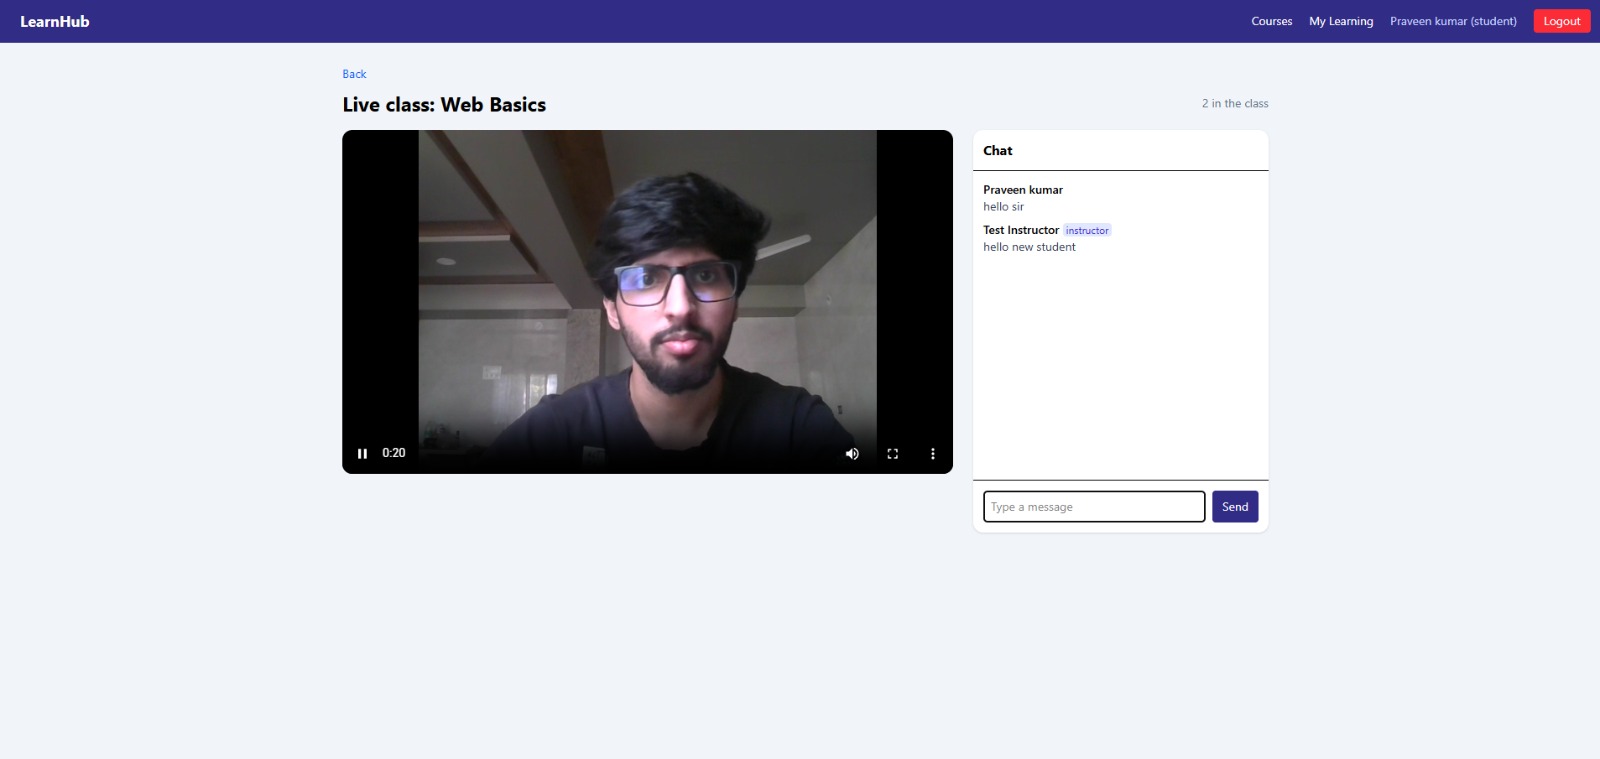 LearnHub
Courses My Learning Praveen kumar (student) Logout
Back
Live class: Web Basics
2 in the class
Chat
Praveen kumar
hello sir
Test Instructor instructor
hello new student
0:20
Type a message Send